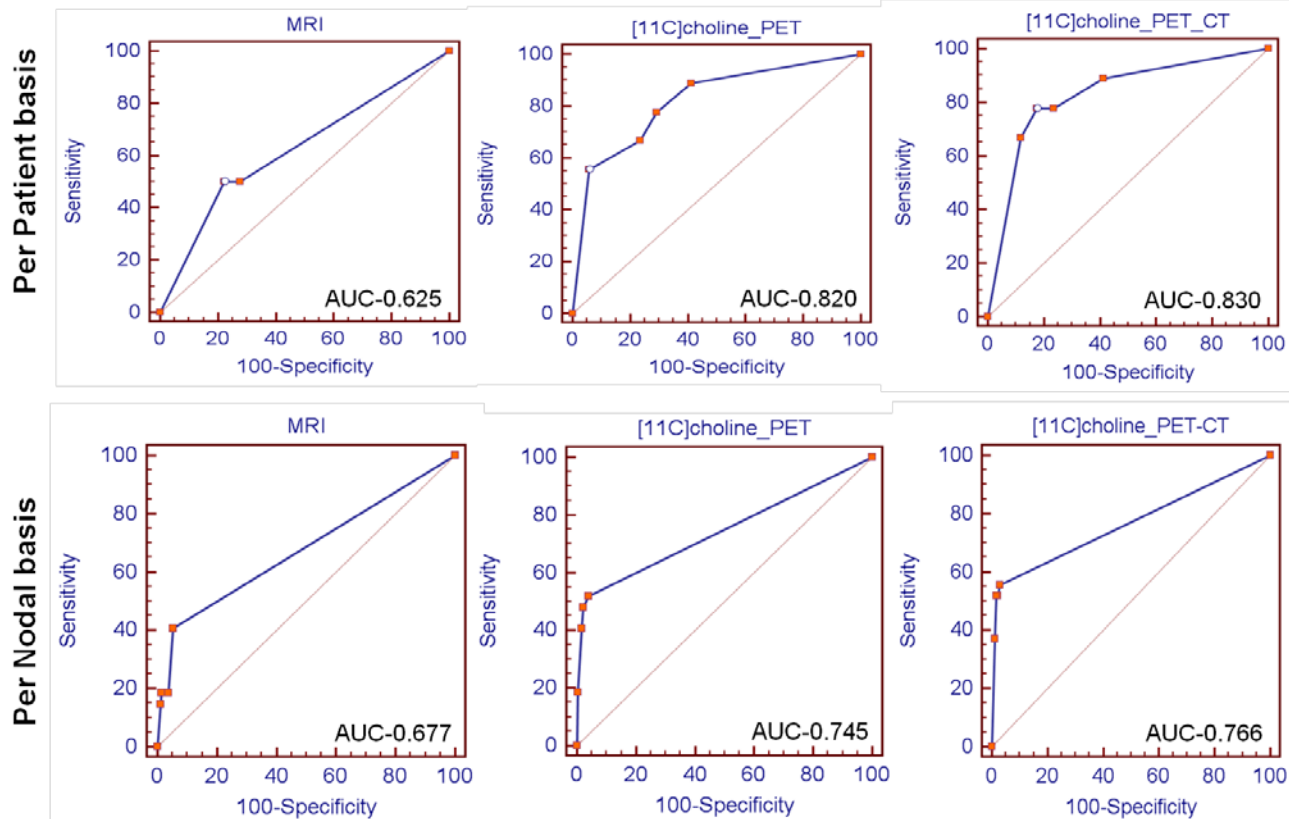 Per Patient basis
MRI
100
80
60
40
20
0
Sensitivity
AUC-0.625
0 20 40 60 80 100
100-Specificity
[11C]choline_PET
100
80
60
40
20
0
Sensitivity
AUC-0.820
0 20 40 60 80 100
100-Specificity
[11C]choline_PET_CT
100
80
60
40
20
0
Sensitivity
AUC-0.830
0 20 40 60 80 100
100-Specificity
Per Nodal basis
MRI
100
80
60
40
20
0
Sensitivity
AUC-0.677
0 20 40 60 80 100
100-Specificity
[11C]choline_PET
100
80
60
40
20
0
Sensitivity
AUC-0.745
0 20 40 60 80 100
100-Specificity
[11C]choline_PET-CT
100
80
60
40
20
0
Sensitivity
AUC-0.766
0 20 40 60 80 100
100-Specificity